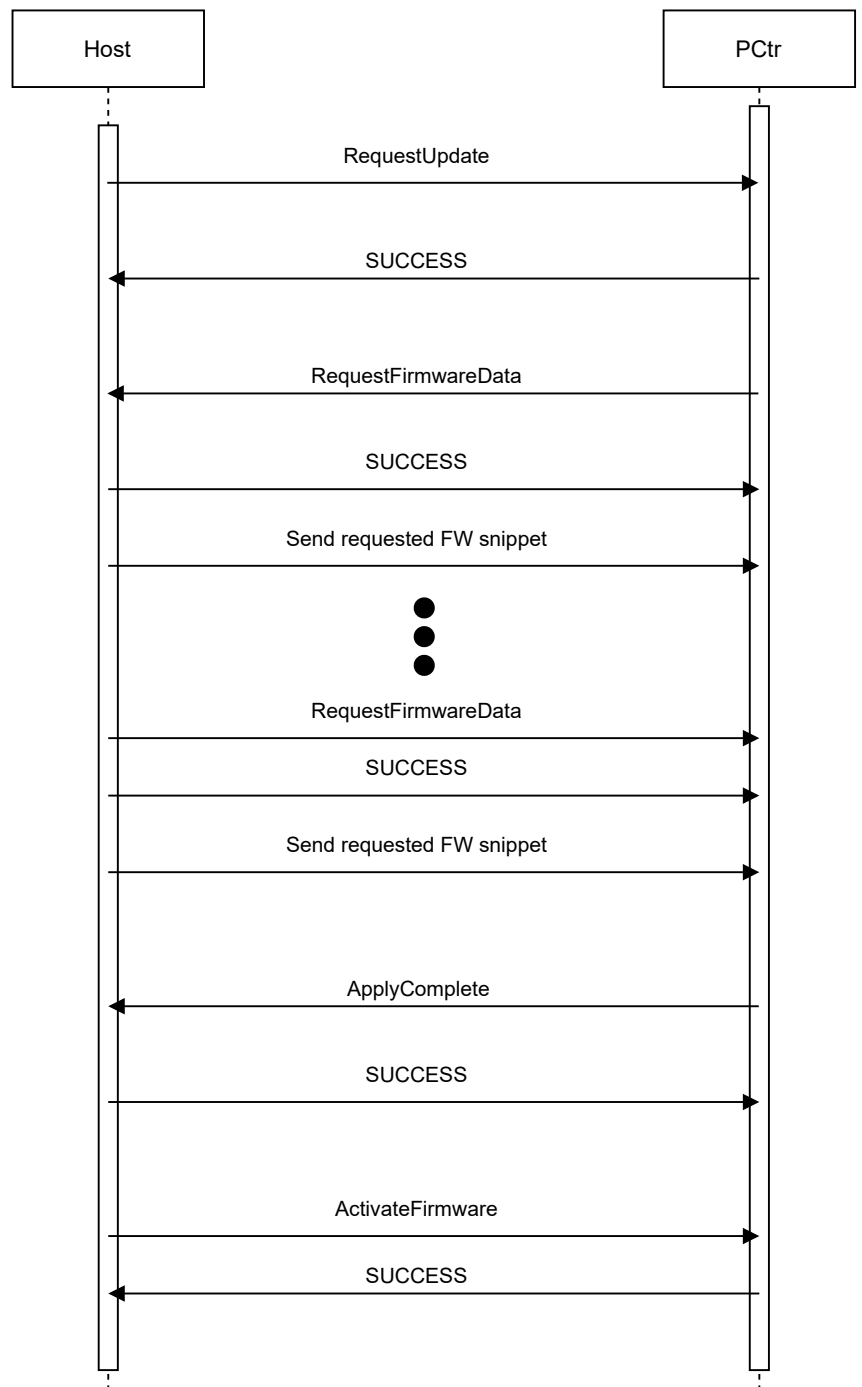 Host
PCtr
RequestUpdate
SUCCESS
RequestFirmwareData
SUCCESS
Send requested FW snippet
RequestFirmwareData
SUCCESS
Send requested FW snippet
ApplyComplete
SUCCESS
ActivateFirmware
SUCCESS